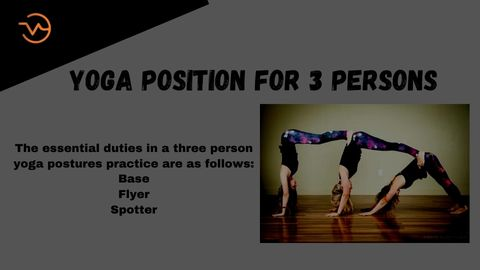 YOGA POSITION FOR 3 PERSONS
The essential duties in a three person
yoga postures practice are as follows:
Base
Flyer
Spotter